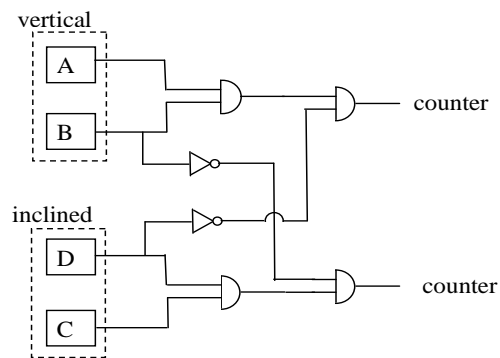 vertical
A
B
counter
inclined
D
C
counter